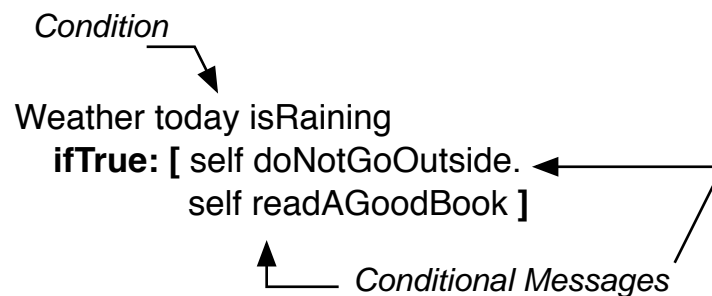 Condition
Weather today isRaining
ifTrue: [ self doNotGoOutside.
self readAGoodBook ]
Conditional Messages